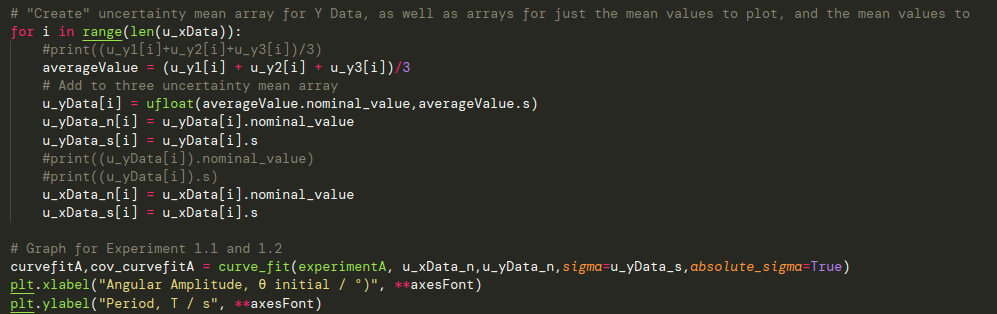 # "Create" uncertainty mean array for Y Data, as well as arrays for just the mean values to plot, and the mean values to
for i in range(len(u_xData)):
    #print((u_y1[i]+u_y2[i]+u_y3[i])/3)
    averageValue = (u_y1[i] + u_y2[i] + u_y3[i])/3
    # Add to three uncertainty mean array
    u_yData[i] = ufloat(averageValue.nominal_value,averageValue.s)
    u_yData_n[i] = u_yData[i].nominal_value
    u_yData_s[i] = u_yData[i].s
    #print((u_yData[i]).nominal_value)
    #print((u_yData[i]).s)
    u_xData_n[i] = u_xData[i].nominal_value
    u_xData_s[i] = u_xData[i].s

# Graph for Experiment 1.1 and 1.2
curvefitA,cov_curvefitA = curve_fit(experimentA, u_xData_n,u_yData_n,sigma=u_yData_s,absolute_sigma=True)
plt.xlabel("Angular Amplitude, θ initial / °)", **axesFont)
plt.ylabel("Period, T / s", **axesFont)